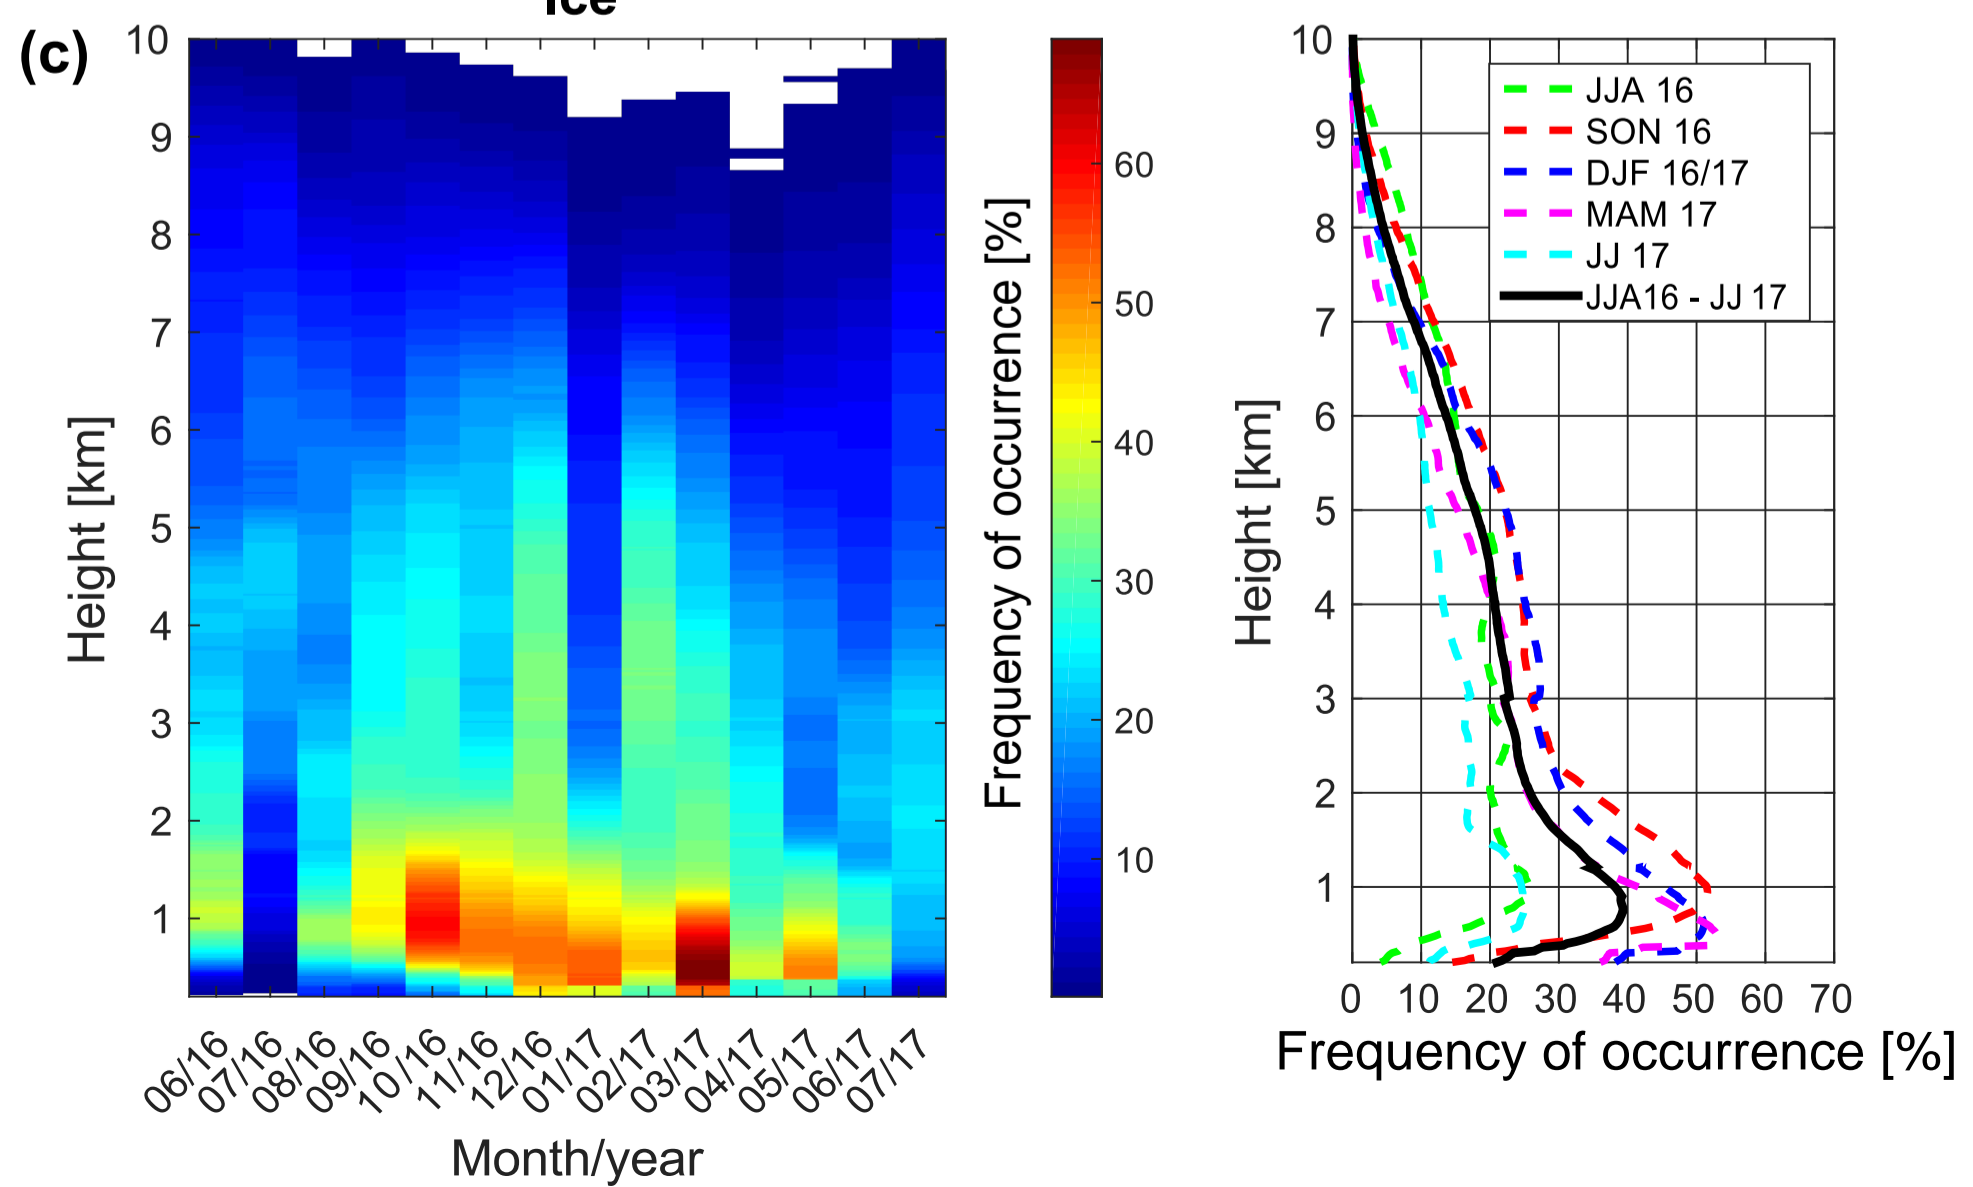 Ice
(c)
10
9
8
7
6
5
4
3
2
1
Height [km]
06/16
07/16
08/16
09/16
10/16
11/16
12/16
01/17
02/17
03/17
04/17
05/17
06/17
07/17
Month/year
60
50
40
30
20
10
Frequency of occurrence [%]
10
9
8
7
6
5
4
3
2
1
Height [km]
JJA 16
SON 16
DJF 16/17
MAM 17
JJ 17
JJA16 - JJ 17
0 10 20 30 40 50 60 70
Frequency of occurrence [%]